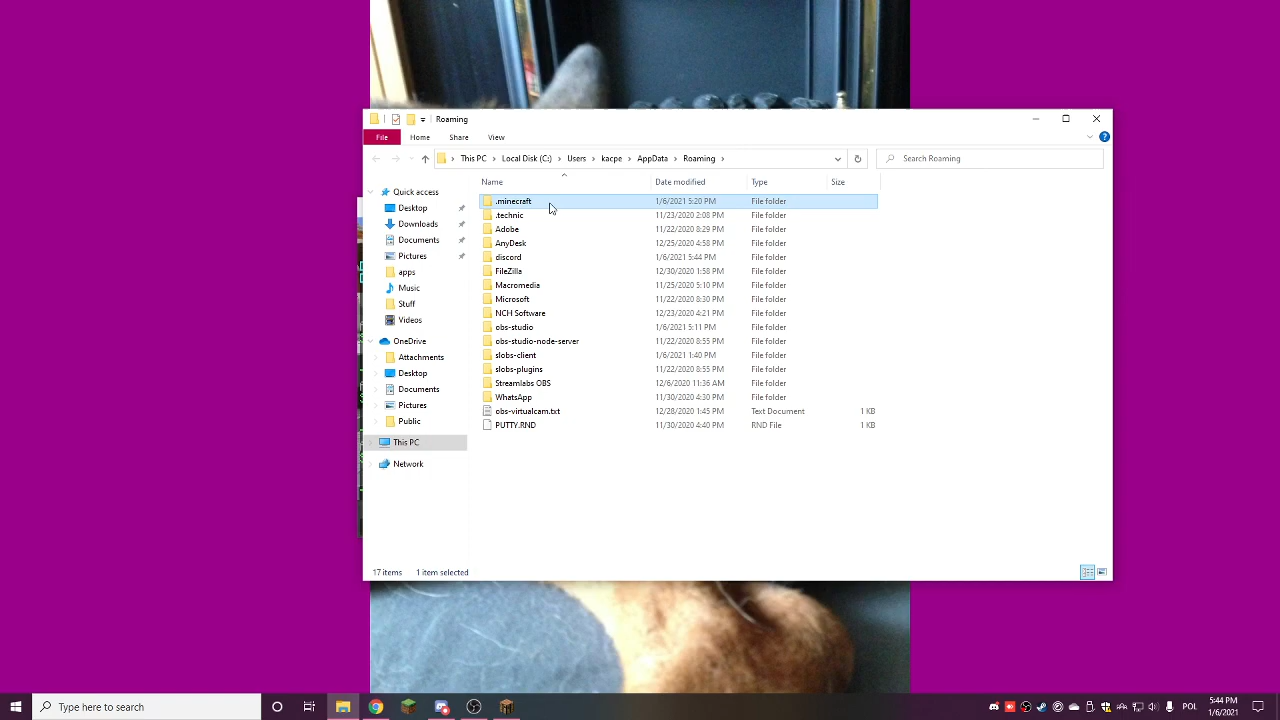 Roaming
File Home Share View
This PC Local Disk (C:) Users kacpe AppData Roaming Search Roaming
Name Date modified Type Size
Quick access
Desktop
Downloads
Documents
Pictures
apps
Music
Stuff
Videos
OneDrive
Attachments
Desktop
Documents
Pictures
Public
This PC
Network
.minecraft 1/6/2021 5:20 PM File folder
.technic 11/23/2020 2:08 PM File folder
Adobe 11/22/2020 8:29 PM File folder
AnyDesk 12/25/2020 4:58 PM File folder
discord 1/6/2021 5:44 PM File folder
FileZilla 12/30/2020 1:58 PM File folder
Macromedia 11/25/2020 5:10 PM File folder
Microsoft 11/22/2020 8:30 PM File folder
NCH Software 12/23/2020 4:21 PM File folder
obs-studio 1/6/2021 5:11 PM File folder
obs-studio-node-server 11/22/2020 8:55 PM File folder
slobs-client 1/6/2021 1:40 PM File folder
slobs-plugins 11/22/2020 8:55 PM File folder
Streamlabs OBS 12/6/2020 11:36 AM File folder
WhatsApp 11/30/2020 4:30 PM File folder
obs-virtualcam.txt 12/28/2020 1:45 PM Text Document 1 KB
PUTTY.RND 11/30/2020 4:40 PM RND File 1 KB
17 items 1 item selected
Type here to search
POL
5:44 PM
1/6/2021